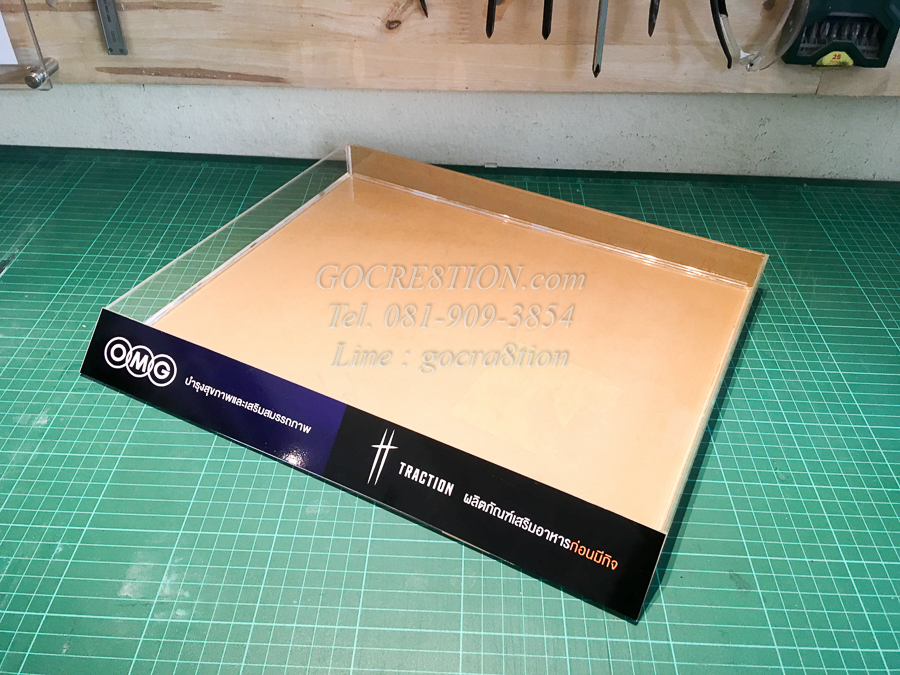 GOCRE8TION.com
Tel. 081-909-3854
Line : gocra8tion
OMG บำรุงสุขภาพและเสริมสมรรถภาพ
TRACTION ผลิตภัณฑ์เสริมอาหารก่อนมีกิจ
28